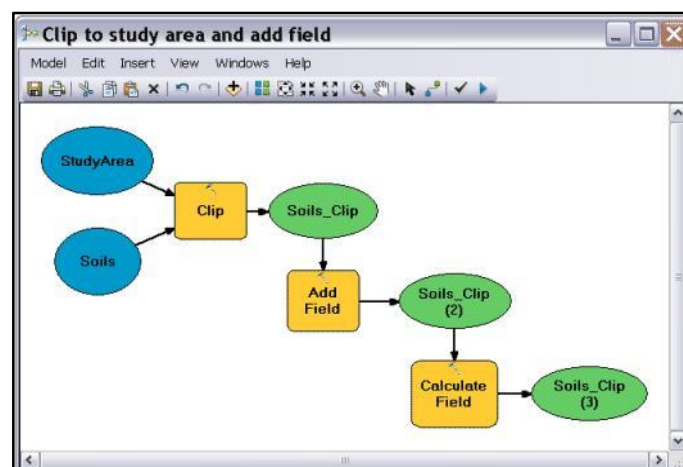 Clip to study area and add field
Model Edit Insert View Windows Help
StudyArea
Clip
Soils_Clip
Soils
Add
Field
Soils_Clip
(2)
Calculate
Field
Soils_Clip
(3)